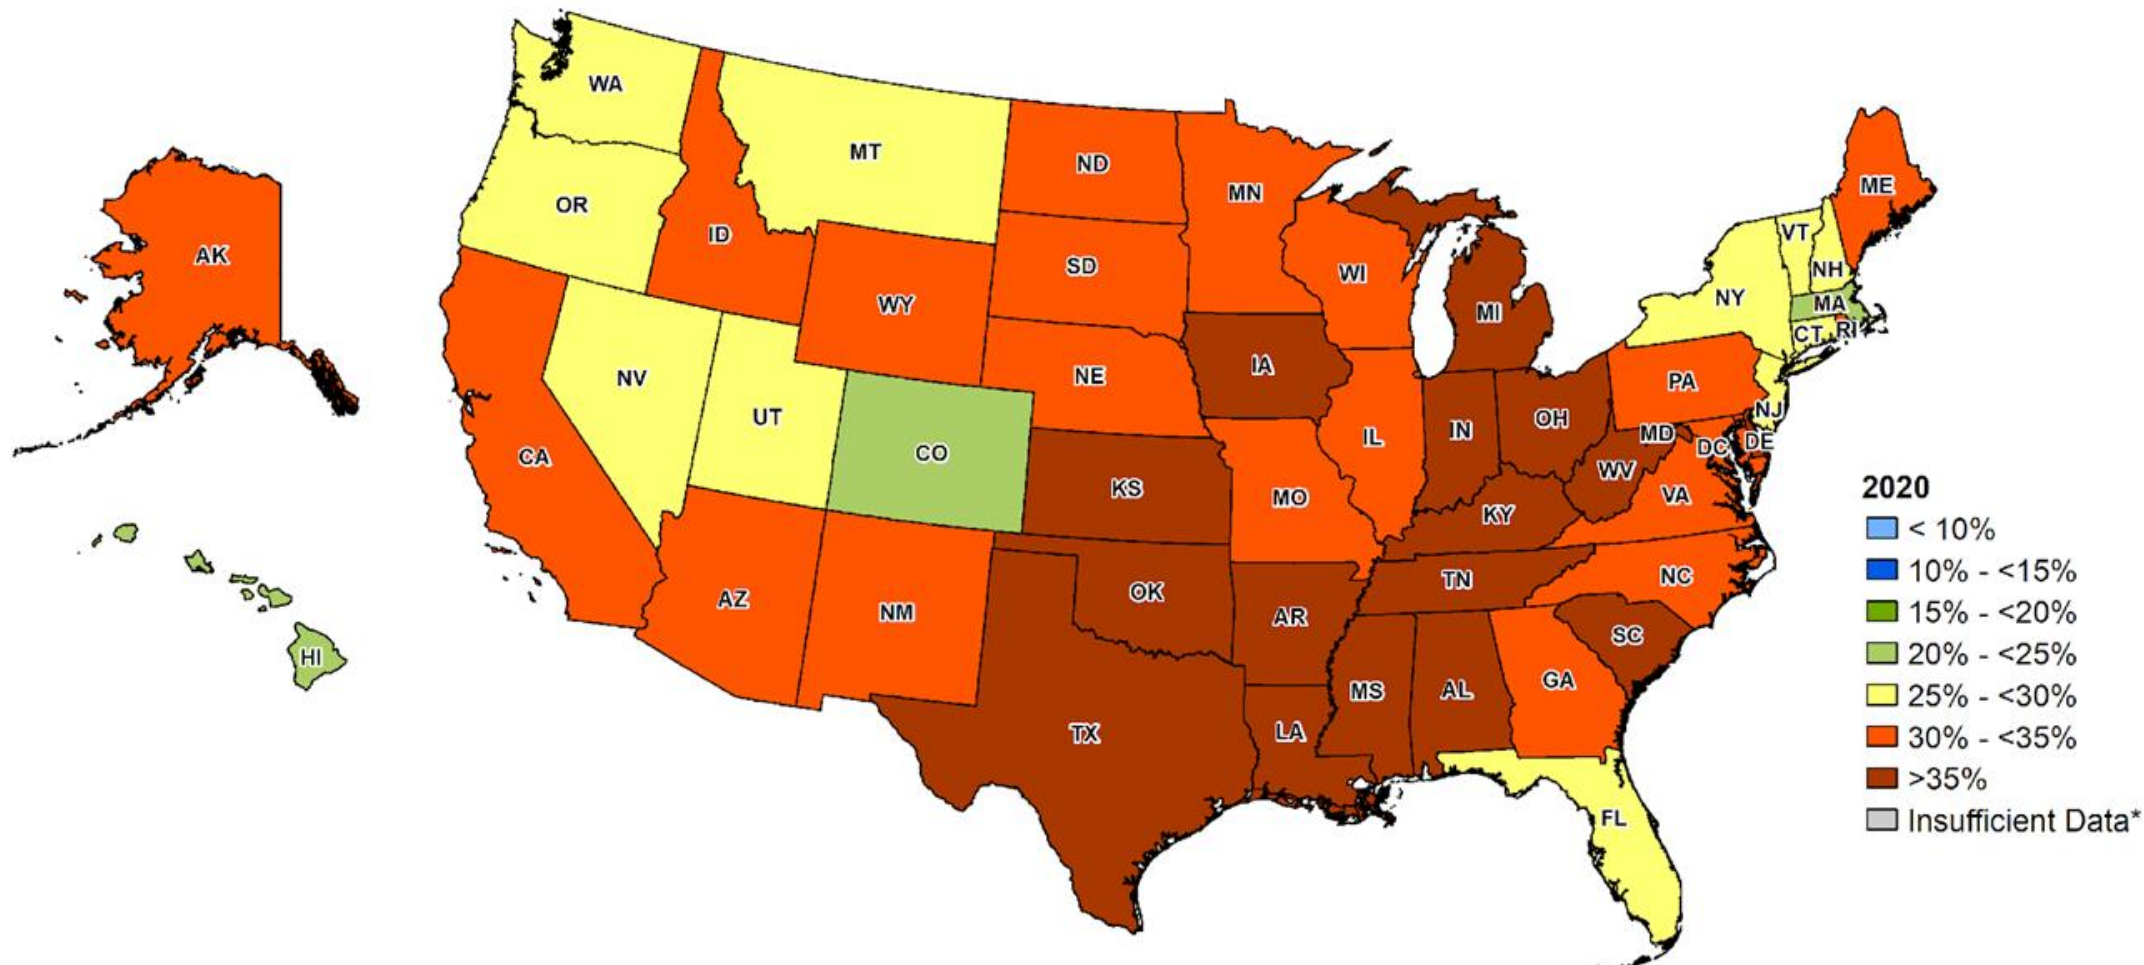 WA
MT
ND
MN
ME
OR
ID
SD
WI
VT
NH
AK
WY
NY
MA
MI
CT
RI
NV
UT
NE
IA
PA
NJ
CA
CO
KS
MO
IL
IN
OH
MD
DC
DE
WV
VA
KY
AZ
NM
OK
AR
TN
NC
HI
TX
LA
MS
AL
GA
SC
FL
2020
< 10%
10% - <15%
15% - <20%
20% - <25%
25% - <30%
30% - <35%
>35%
Insufficient Data*